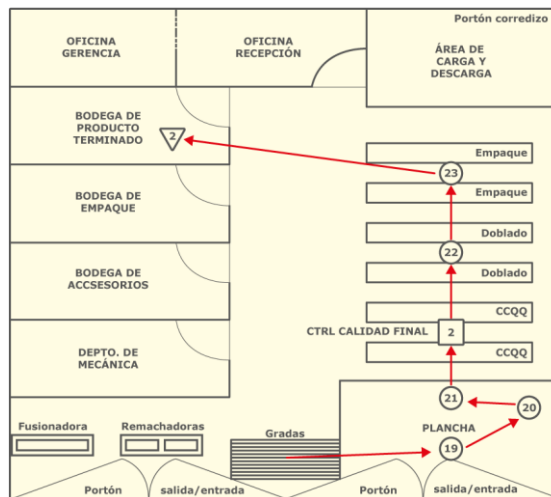 Portón corredizo
OFICINA
GERENCIA
OFICINA
RECEPCIÓN
ÁREA DE
CARGA Y
DESCARGA
BODEGA DE
PRODUCTO
TERMINADO
2
Empaque
23
Empaque
BODEGA DE
EMPAQUE
Doblado
22
Doblado
BODEGA DE
ACCSESORIOS
CCQQ
CTRL CALIDAD FINAL
2
CCQQ
DEPTO. DE
MECÁNICA
21
20
PLANCHA
19
Fusionadora
Remachadoras
Gradas
Portón
salida/entrada
Portón
salida/entrada